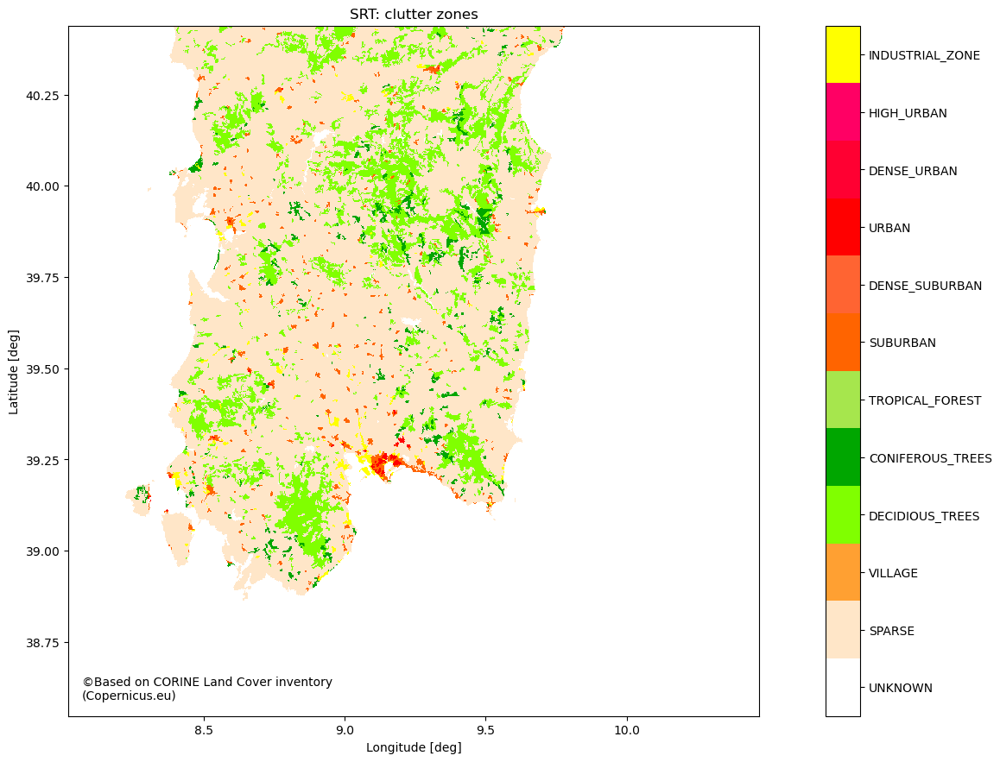 SRT: clutter zones
40.25
40.00
39.75
39.50
39.25
39.00
38.75
Latitude [deg]
8.5
9.0
9.5
10.0
Longitude [deg]
©Based on CORINE Land Cover inventory
(Copernicus.eu)
INDUSTRIAL_ZONE
HIGH_URBAN
DENSE_URBAN
URBAN
DENSE_SUBURBAN
SUBURBAN
TROPICAL_FOREST
CONIFEROUS_TREES
DECIDIOUS_TREES
VILLAGE
SPARSE
UNKNOWN